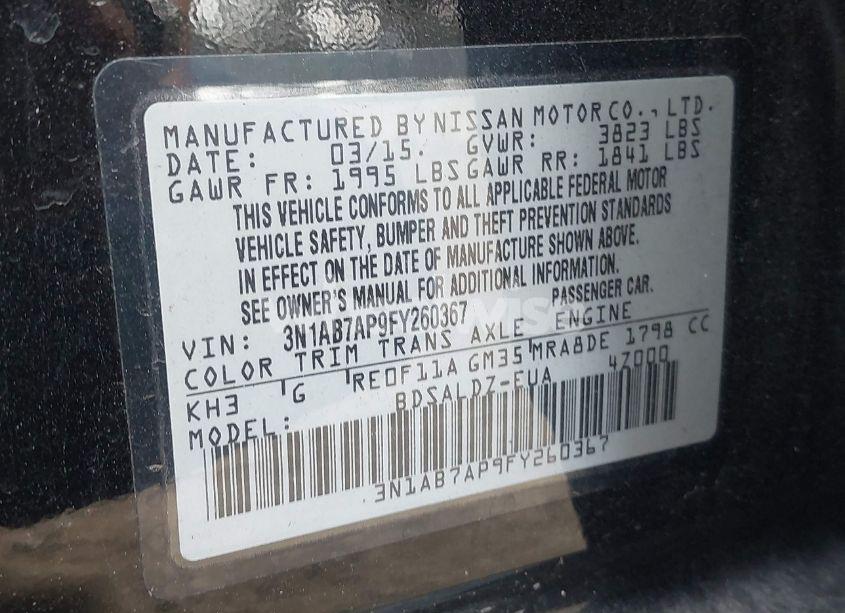 MANUFACTURED BY NISSAN MOTOR CO., LTD.
DATE: 03/15. GVWR: 3823 LBS
GAWR FR: 1995 LBS GAWR RR: 1841 LBS
THIS VEHICLE CONFORMS TO ALL APPLICABLE FEDERAL MOTOR
VEHICLE SAFETY, BUMPER AND THEFT PREVENTION STANDARDS
IN EFFECT ON THE DATE OF MANUFACTURE SHOWN ABOVE.
SEE OWNER'S MANUAL FOR ADDITIONAL INFORMATION.
VIN: 3N1AB7AP9FY260367 PASSENGER CAR.
COLOR TRIM TRANS AXLE ENGINE
KH3 G RE0F11A GM35 MRA8DE 1798 CC
MODEL: BDSALDZ-EUA 47000
3N1AB7AP9FY260367